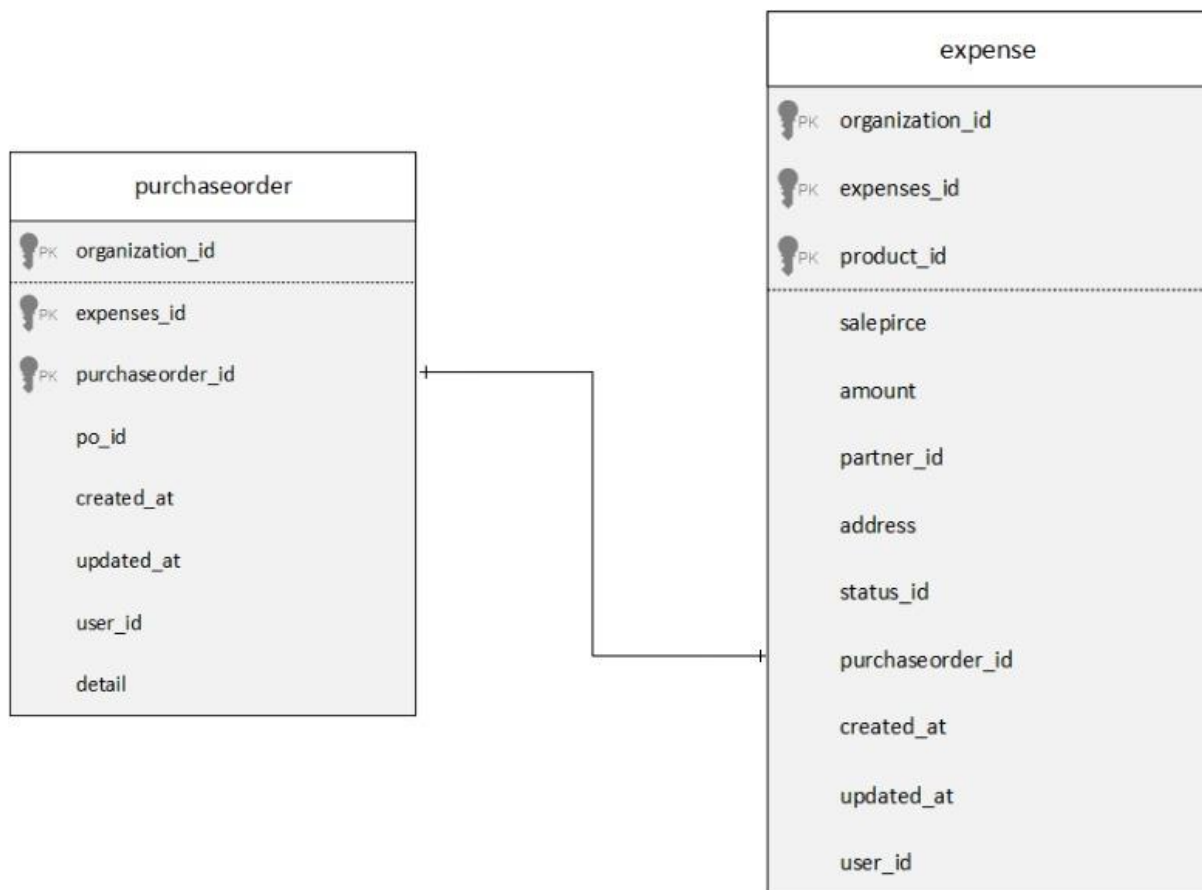 purchaseorder
PK organization_id
PK expenses_id
PK purchaseorder_id
po_id
created_at
updated_at
user_id
detail
expense
PK organization_id
PK expenses_id
PK product_id
salepirce
amount
partner_id
address
status_id
purchaseorder_id
created_at
updated_at
user_id